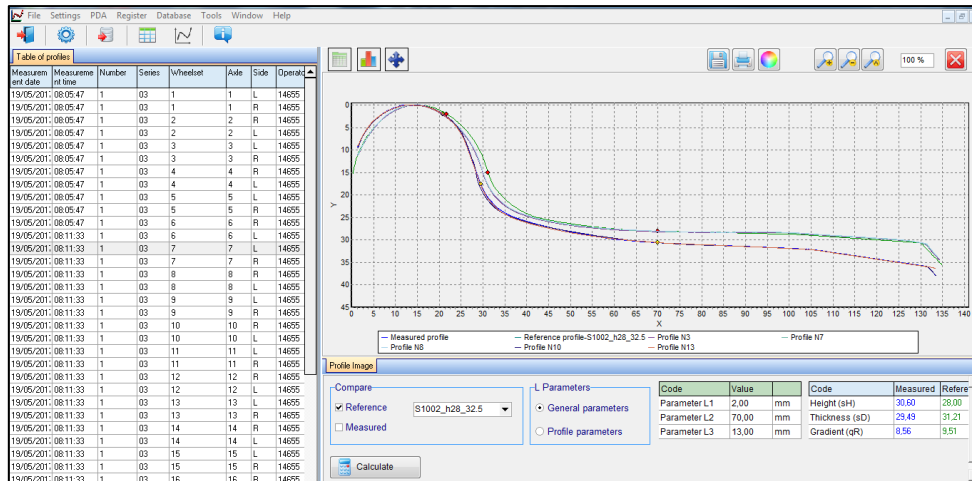 File Settings PDA Register Database Tools Window Help
Table of profiles
100 %
Measurem ent date Measureme nt time Number Series Wheelset Axle Side Operato
19/05/201: 08:05:47 1 03 1 1 L 14655
19/05/201: 08:05:47 1 03 1 1 R 14655
19/05/201: 08:05:47 1 03 2 2 R 14655
19/05/201: 08:05:47 1 03 2 2 L 14655
19/05/201: 08:05:47 1 03 3 3 L 14655
19/05/201: 08:05:47 1 03 3 3 R 14655
19/05/201: 08:05:47 1 03 4 4 R 14655
19/05/201: 08:05:47 1 03 4 4 L 14655
19/05/201: 08:05:47 1 03 5 5 L 14655
19/05/201: 08:05:47 1 03 5 5 R 14655
19/05/201: 08:05:47 1 03 6 6 R 14655
19/05/201: 08:11:33 1 03 6 6 L 14655
19/05/201: 08:11:33 1 03 7 7 L 14655
19/05/201: 08:11:33 1 03 7 7 R 14655
19/05/201: 08:11:33 1 03 8 8 R 14655
19/05/201: 08:11:33 1 03 8 8 L 14655
19/05/201: 08:11:33 1 03 9 9 L 14655
19/05/201: 08:11:33 1 03 9 9 R 14655
19/05/201: 08:11:33 1 03 10 10 R 14655
19/05/201: 08:11:33 1 03 10 10 L 14655
19/05/201: 08:11:33 1 03 11 11 L 14655
19/05/201: 08:11:33 1 03 11 11 R 14655
19/05/201: 08:11:33 1 03 12 12 R 14655
19/05/201: 08:11:33 1 03 12 12 L 14655
19/05/201: 08:11:33 1 03 13 13 L 14655
19/05/201: 08:11:33 1 03 13 13 R 14655
19/05/201: 08:11:33 1 03 14 14 R 14655
19/05/201: 08:11:33 1 03 14 14 L 14655
19/05/201: 08:11:33 1 03 15 15 L 14655
19/05/201: 08:11:33 1 03 15 15 R 14655
19/05/201: 08:11:33 1 03 16 16 R 14655
0
5
10
15
20
25
30
35
40
45
Y
0 5 10 15 20 25 30 35 40 45 50 55 60 65 70 75 80 85 90 95 100 105 110 115 120 125 130 135 140
X
Measured profile Reference profile-S1002_h28_32.5 Profile N3 Profile N7
Profile N8 Profile N10 Profile N13
Profile Image
Compare
Reference S1002_h28_32.5
Measured
Calculate
L Parameters
General parameters
Profile parameters
Code Value
Parameter L1 2,00 mm
Parameter L2 70,00 mm
Parameter L3 13,00 mm
Code Measured Refere
Height (sH) 30,60 28,00
Thickness (sD) 29,49 31,21
Gradient (qR) 8,56 9,51